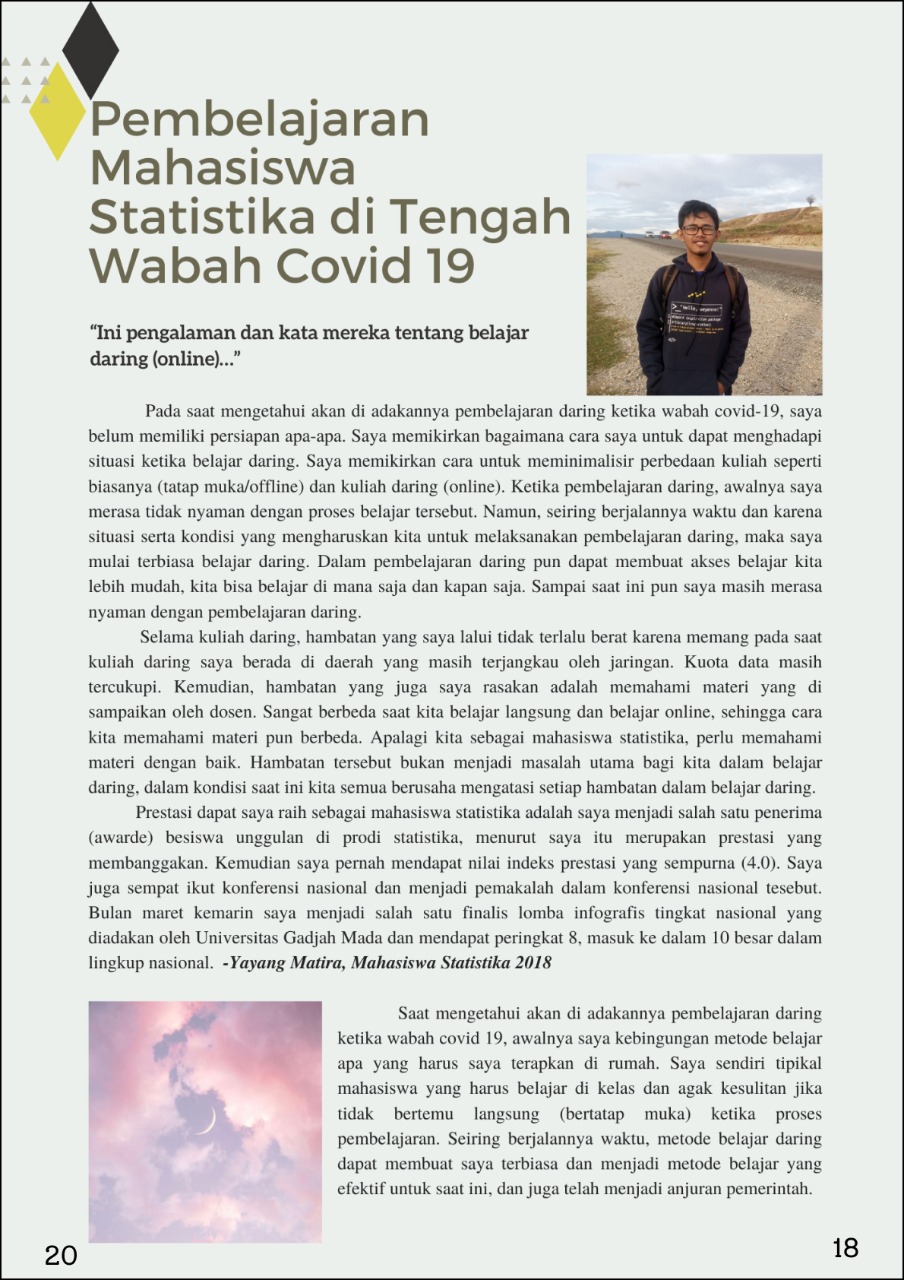 Pembelajaran
Mahasiswa
Statistika di Tengah
Wabah Covid 19
“Ini pengalaman dan kata mereka tentang belajar
daring (online)...”
Pada saat mengetahui akan di adakannya pembelajaran daring ketika wabah covid-19, saya
belum memiliki persiapan apa-apa. Saya memikirkan bagaimana cara saya untuk dapat menghadapi
situasi ketika belajar daring. Saya memikirkan cara untuk meminimalisir perbedaan kuliah seperti
biasanya (tatap muka/offline) dan kuliah daring (online). Ketika pembelajaran daring, awalnya saya
merasa tidak nyaman dengan proses belajar tersebut. Namun, seiring berjalannya waktu dan karena
situasi serta kondisi yang mengharuskan kita untuk melaksanakan pembelajaran daring, maka saya
mulai terbiasa belajar daring. Dalam pembelajaran daring pun dapat membuat akses belajar kita
lebih mudah, kita bisa belajar di mana saja dan kapan saja. Sampai saat ini pun saya masih merasa
nyaman dengan pembelajaran daring.
Selama kuliah daring, hambatan yang saya lalui tidak terlalu berat karena memang pada saat
kuliah daring saya berada di daerah yang masih terjangkau oleh jaringan. Kuota data masih
tercukupi. Kemudian, hambatan yang juga saya rasakan adalah memahami materi yang di
sampaikan oleh dosen. Sangat berbeda saat kita belajar langsung dan belajar online, sehingga cara
kita memahami materi pun berbeda. Apalagi kita sebagai mahasiswa statistika, perlu memahami
materi dengan baik. Hambatan tersebut bukan menjadi masalah utama bagi kita dalam belajar
daring, dalam kondisi saat ini kita semua berusaha mengatasi setiap hambatan dalam belajar daring.
Prestasi dapat saya raih sebagai mahasiswa statistika adalah saya menjadi salah satu penerima
(awarde) besiswa unggulan di prodi statistika, menurut saya itu merupakan prestasi yang
membanggakan. Kemudian saya pernah mendapat nilai indeks prestasi yang sempurna (4.0). Saya
juga sempat ikut konferensi nasional dan menjadi pemakalah dalam konferensi nasional tesebut.
Bulan maret kemarin saya menjadi salah satu finalis lomba infografis tingkat nasional yang
diadakan oleh Universitas Gadjah Mada dan mendapat peringkat 8, masuk ke dalam 10 besar dalam
lingkup nasional. -Yayang Matira, Mahasiswa Statistika 2018
Saat mengetahui akan di adakannya pembelajaran daring
ketika wabah covid 19, awalnya saya kebingungan metode belajar
apa yang harus saya terapkan di rumah. Saya sendiri tipikal
mahasiswa yang harus belajar di kelas dan agak kesulitan jika
tidak bertemu langsung (bertatap muka) ketika proses
pembelajaran. Seiring berjalannya waktu, metode belajar daring
dapat membuat saya terbiasa dan menjadi metode belajar yang
efektif untuk saat ini, dan juga telah menjadi anjuran pemerintah.
20
18